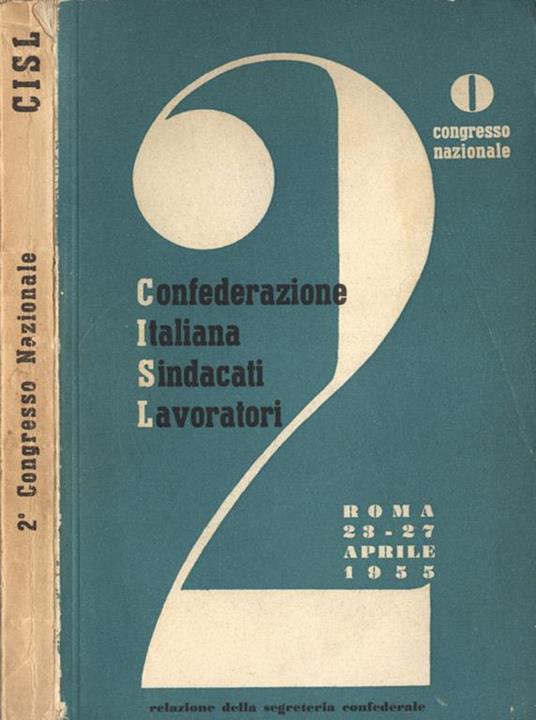 CISL
2° Congresso Nazionale
2
o
congresso
nazionale
Confederazione
Italiana
Sindacati
Lavoratori
ROMA
23-27
APRILE
1955
relazione della segreteria confederale